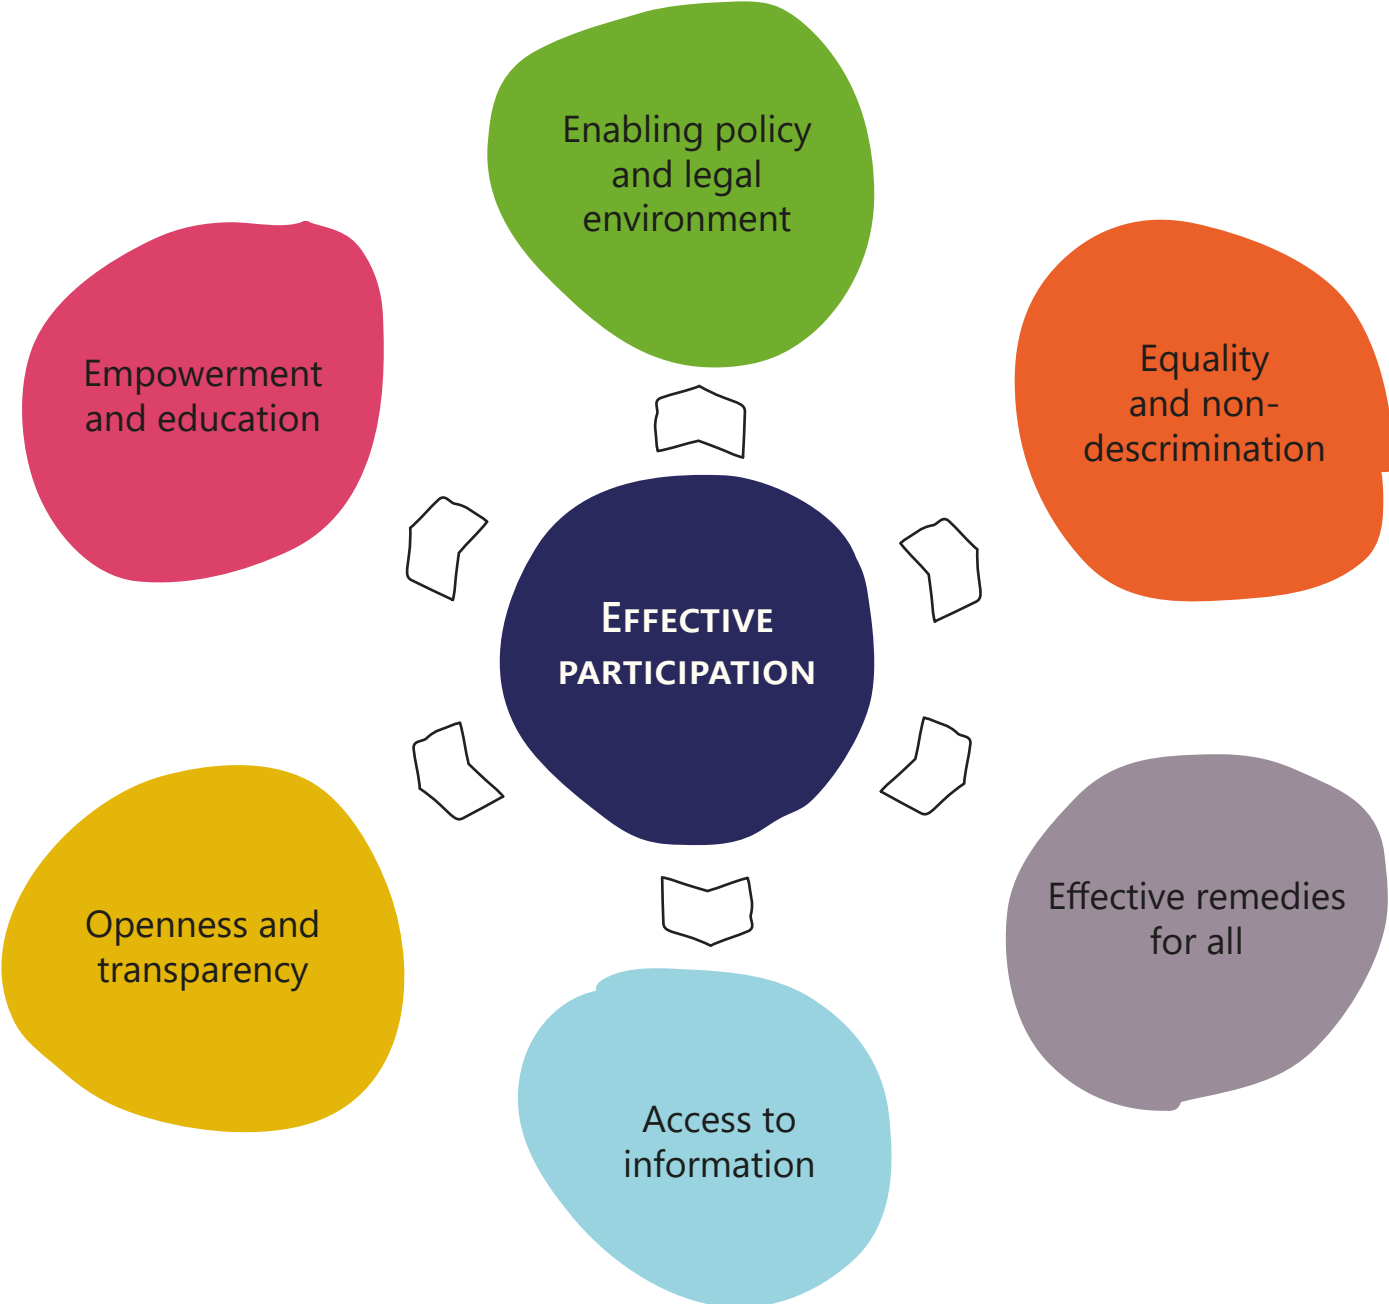 Enabling policy
and legal
environment
Empowerment
and education
Equality
and non-
descrimination
EFFECTIVE
PARTICIPATION
Openness and
transparency
Effective remedies
for all
Access to
information